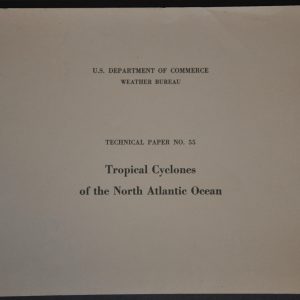 U.S. DEPARTMENT OF COMMERCE
WEATHER BUREAU
TECHNICAL PAPER NO. 55
Tropical Cyclones
of the North Atlantic Ocean